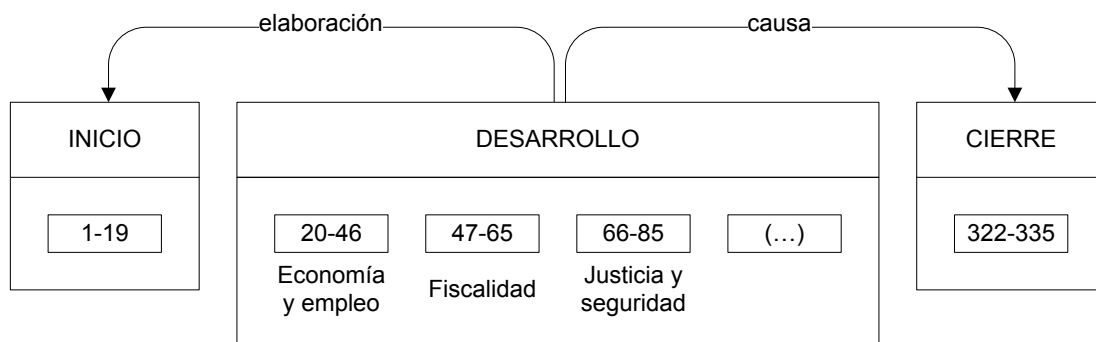 elaboración
causa
INICIO
DESARROLLO
CIERRE
1-19
20-46
47-65
66-85
(…)
322-335
Economía
y empleo
Fiscalidad
Justicia y
seguridad